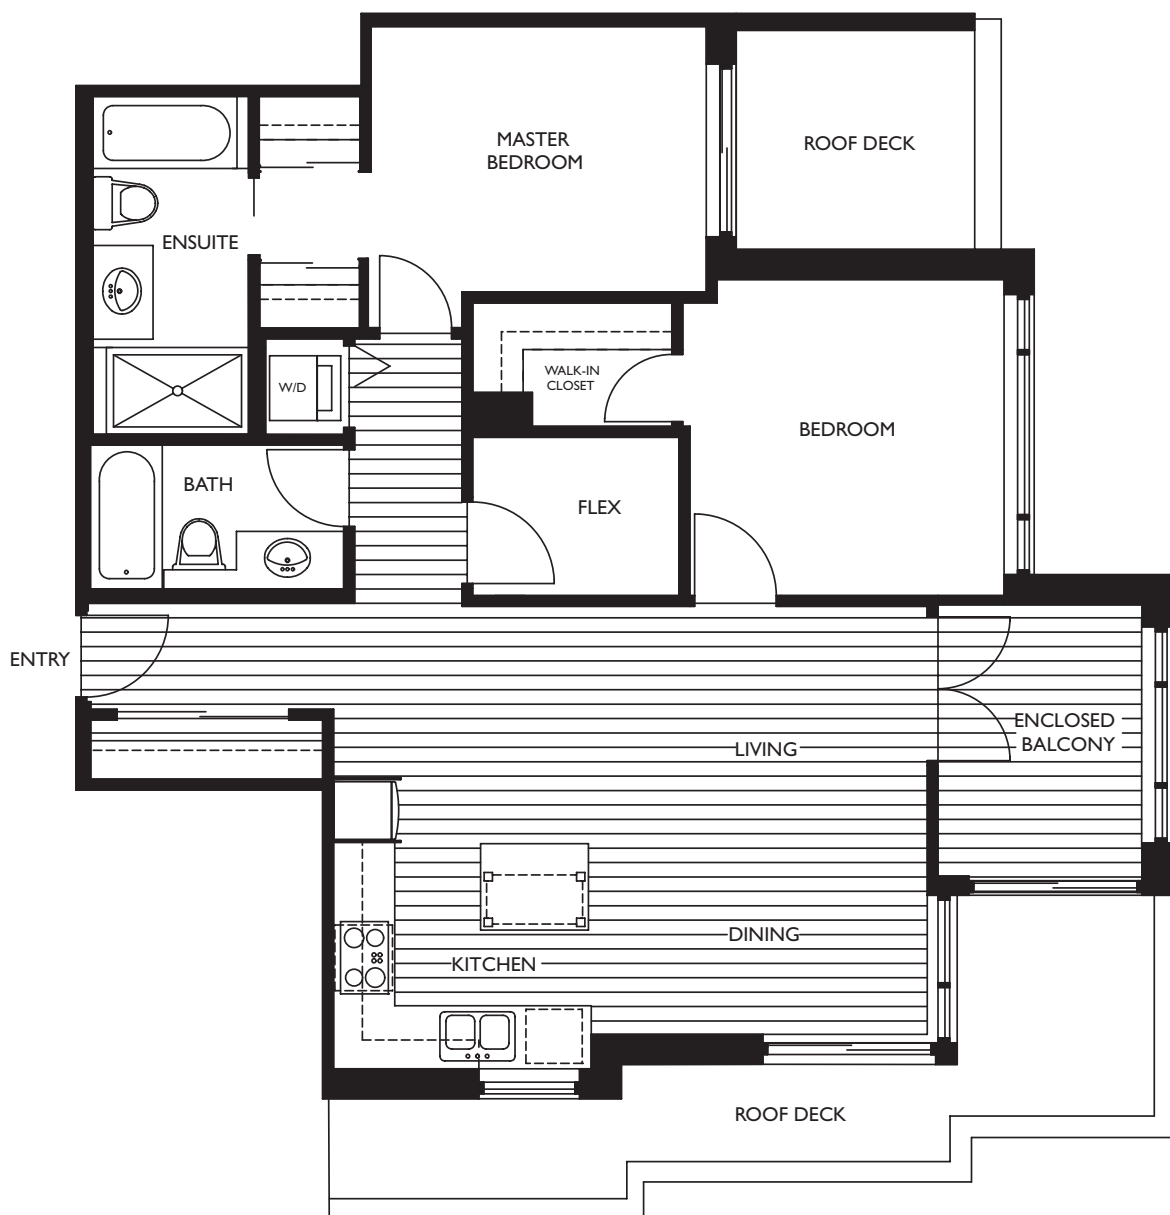 MASTER
BEDROOM
ROOF DECK
ENSUITE
W/D
WALK-IN
CLOSET
BEDROOM
BATH
FLEX
ENTRY
ENCLOSED
BALCONY
LIVING
DINING
KITCHEN
ROOF DECK